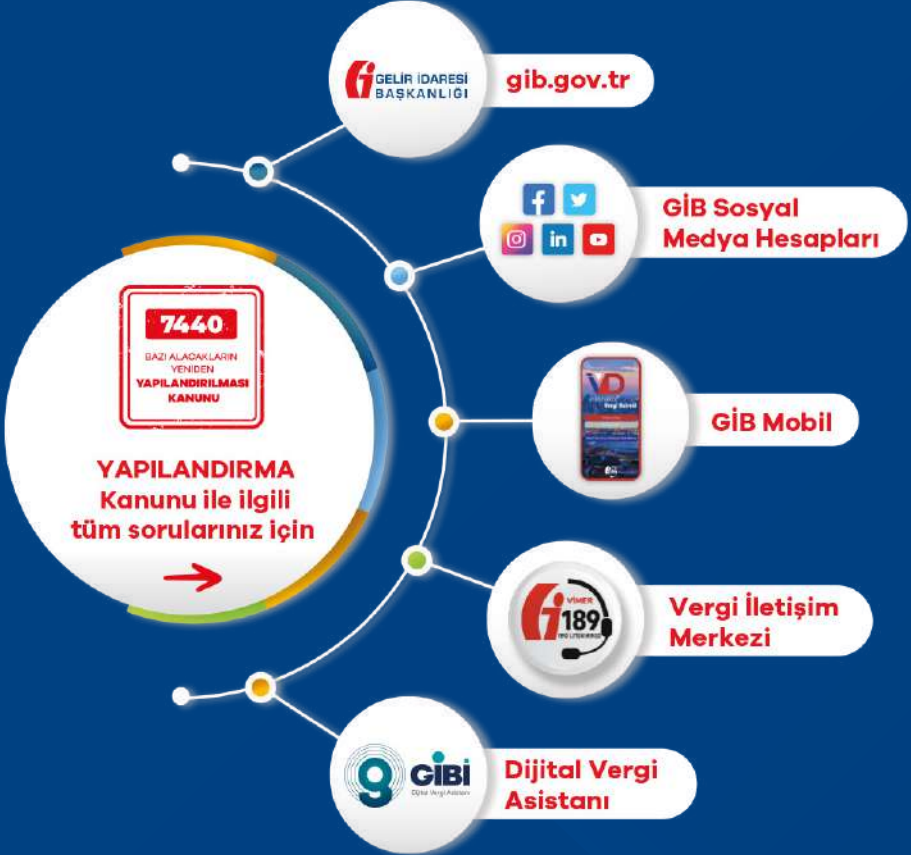 GELİR İDARESİ
BAŞKANLIĞI
gib.gov.tr
GİB Sosyal
Medya Hesapları
7440
BAZI ALACAKLARIN
YENİDEN
YAPILANDIRILMASI
KANUNU
YAPILANDIRMA
Kanunu ile ilgili
tüm sorularınız için
GİB Mobil
VİMER
189
Vergi İletişim
Merkezi
GİBİ
Dijital Vergi Asistanı
Dijital Vergi
Asistanı